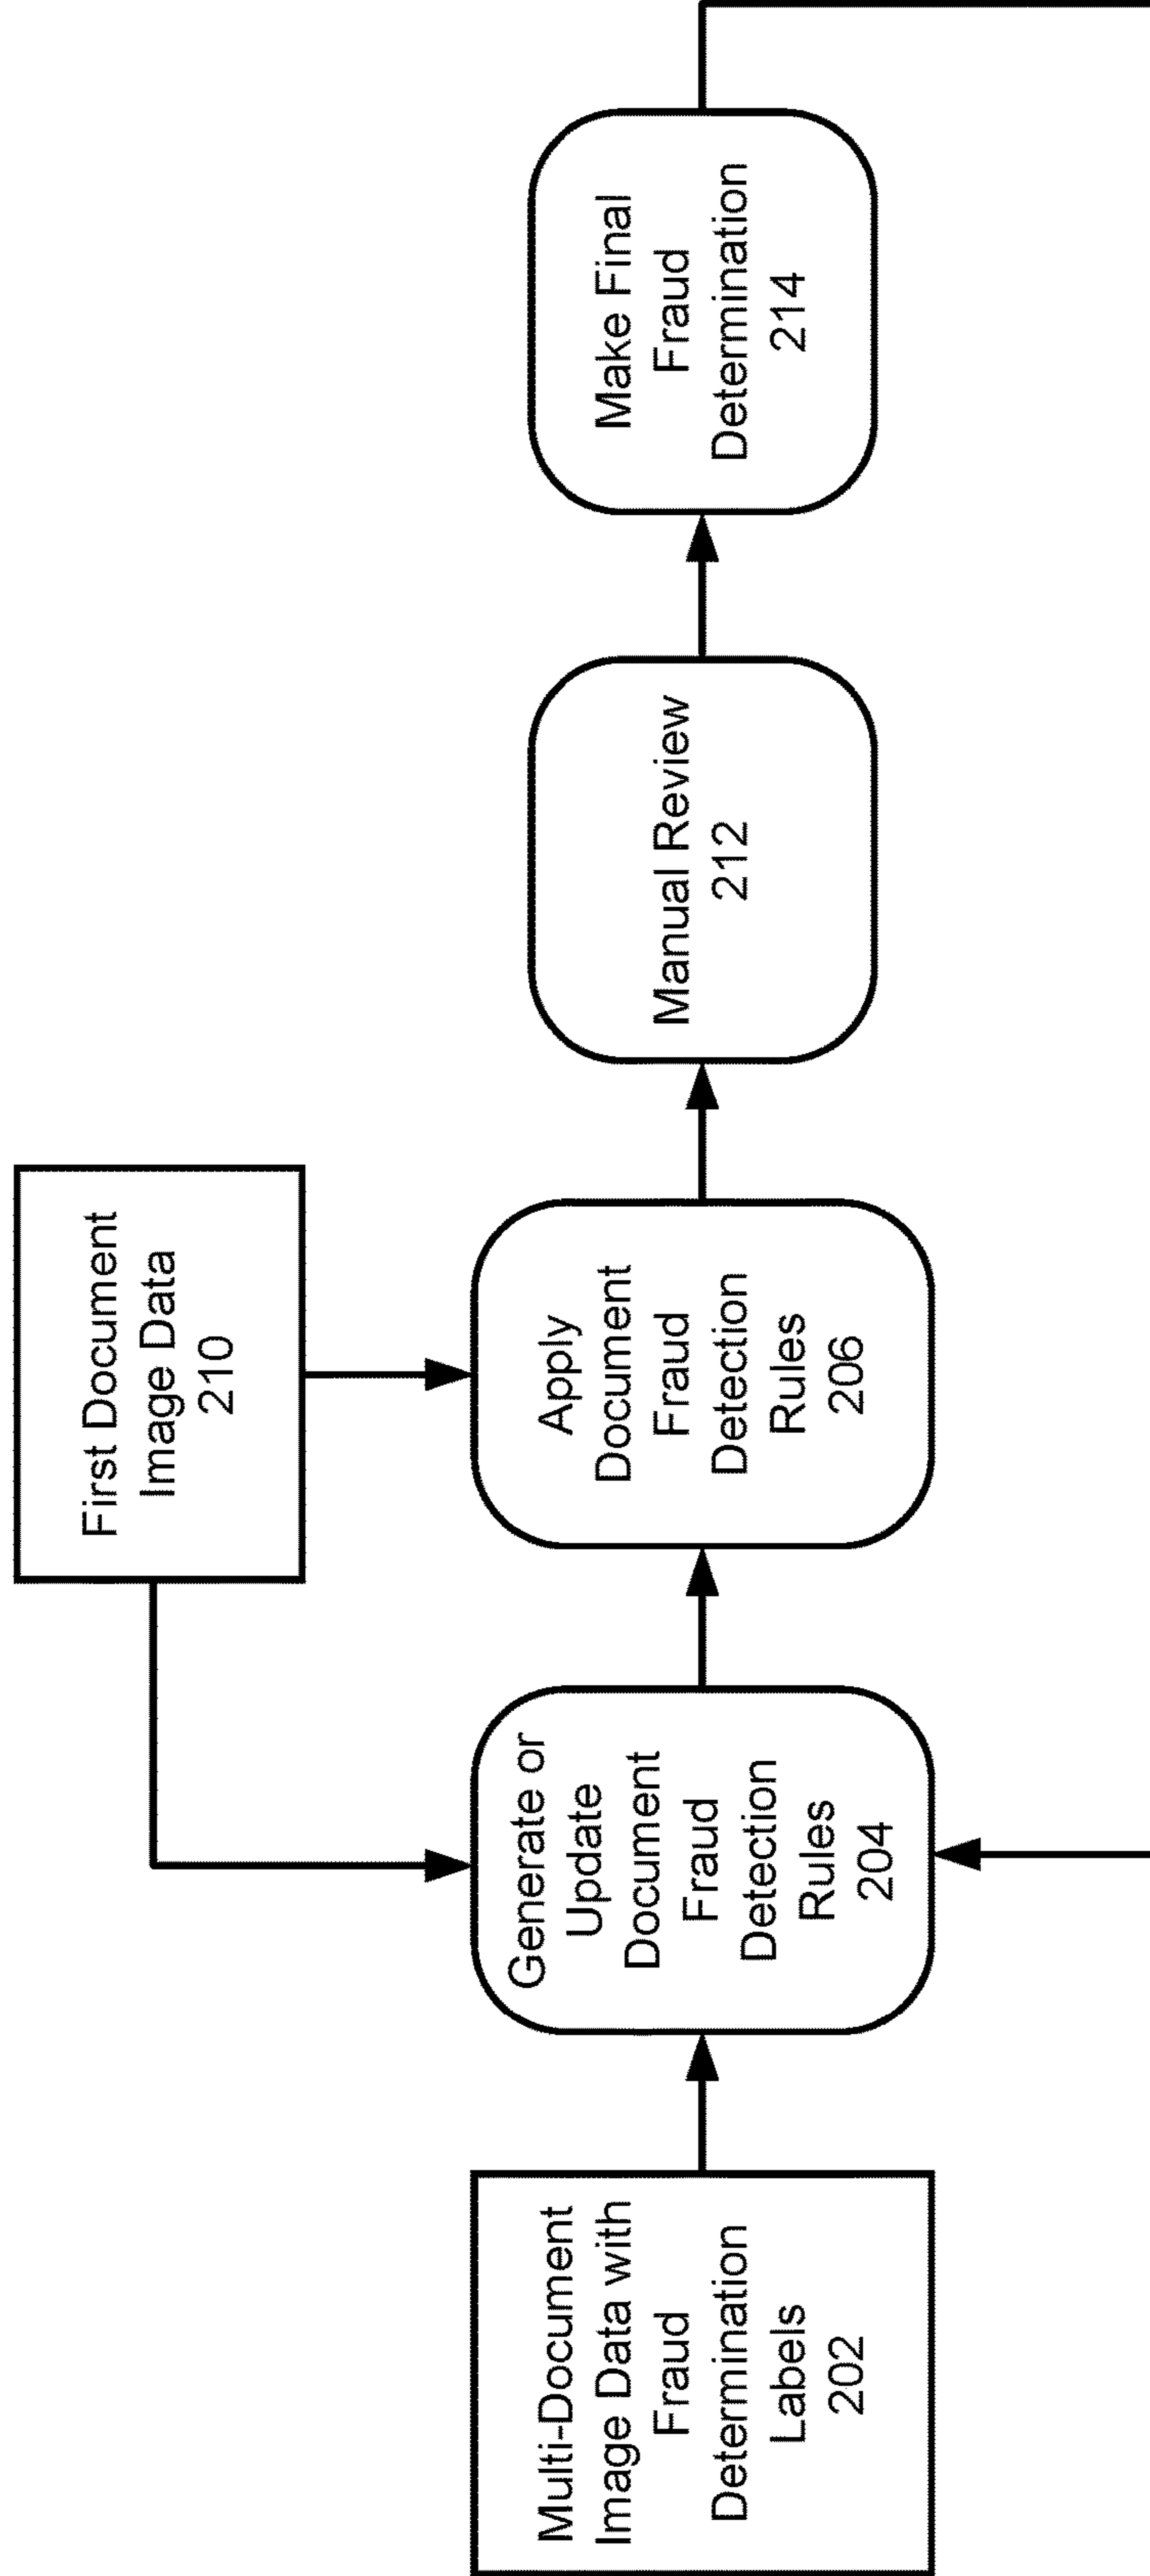 First Document
Image Data
210
Multi-Document
Image Data with
Fraud
Determination
Labels
202
Generate or
Update
Document
Fraud
Detection
Rules
204
Apply
Document
Fraud
Detection
Rules
206
Manual Review
212
Make Final
Fraud
Determination
214